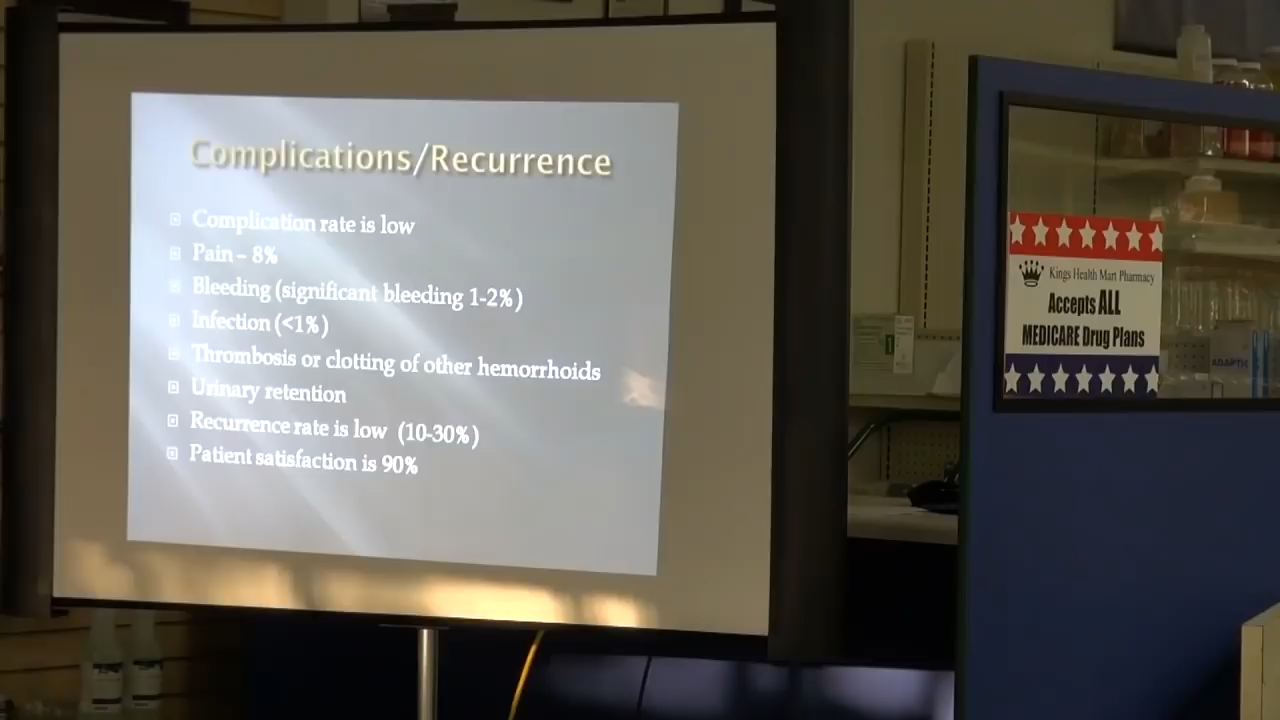 Complications/Recurrence
Complication rate is low
Pain – 8%
Bleeding (significant bleeding 1-2%)
Infection (<1%)
Thrombosis or clotting of other hemorrhoids
Urinary retention
Recurrence rate is low (10-30%)
Patient satisfaction is 90%
Kings Health Mart Pharmacy
Accepts ALL
MEDICARE Drug Plans
ADAPTIC